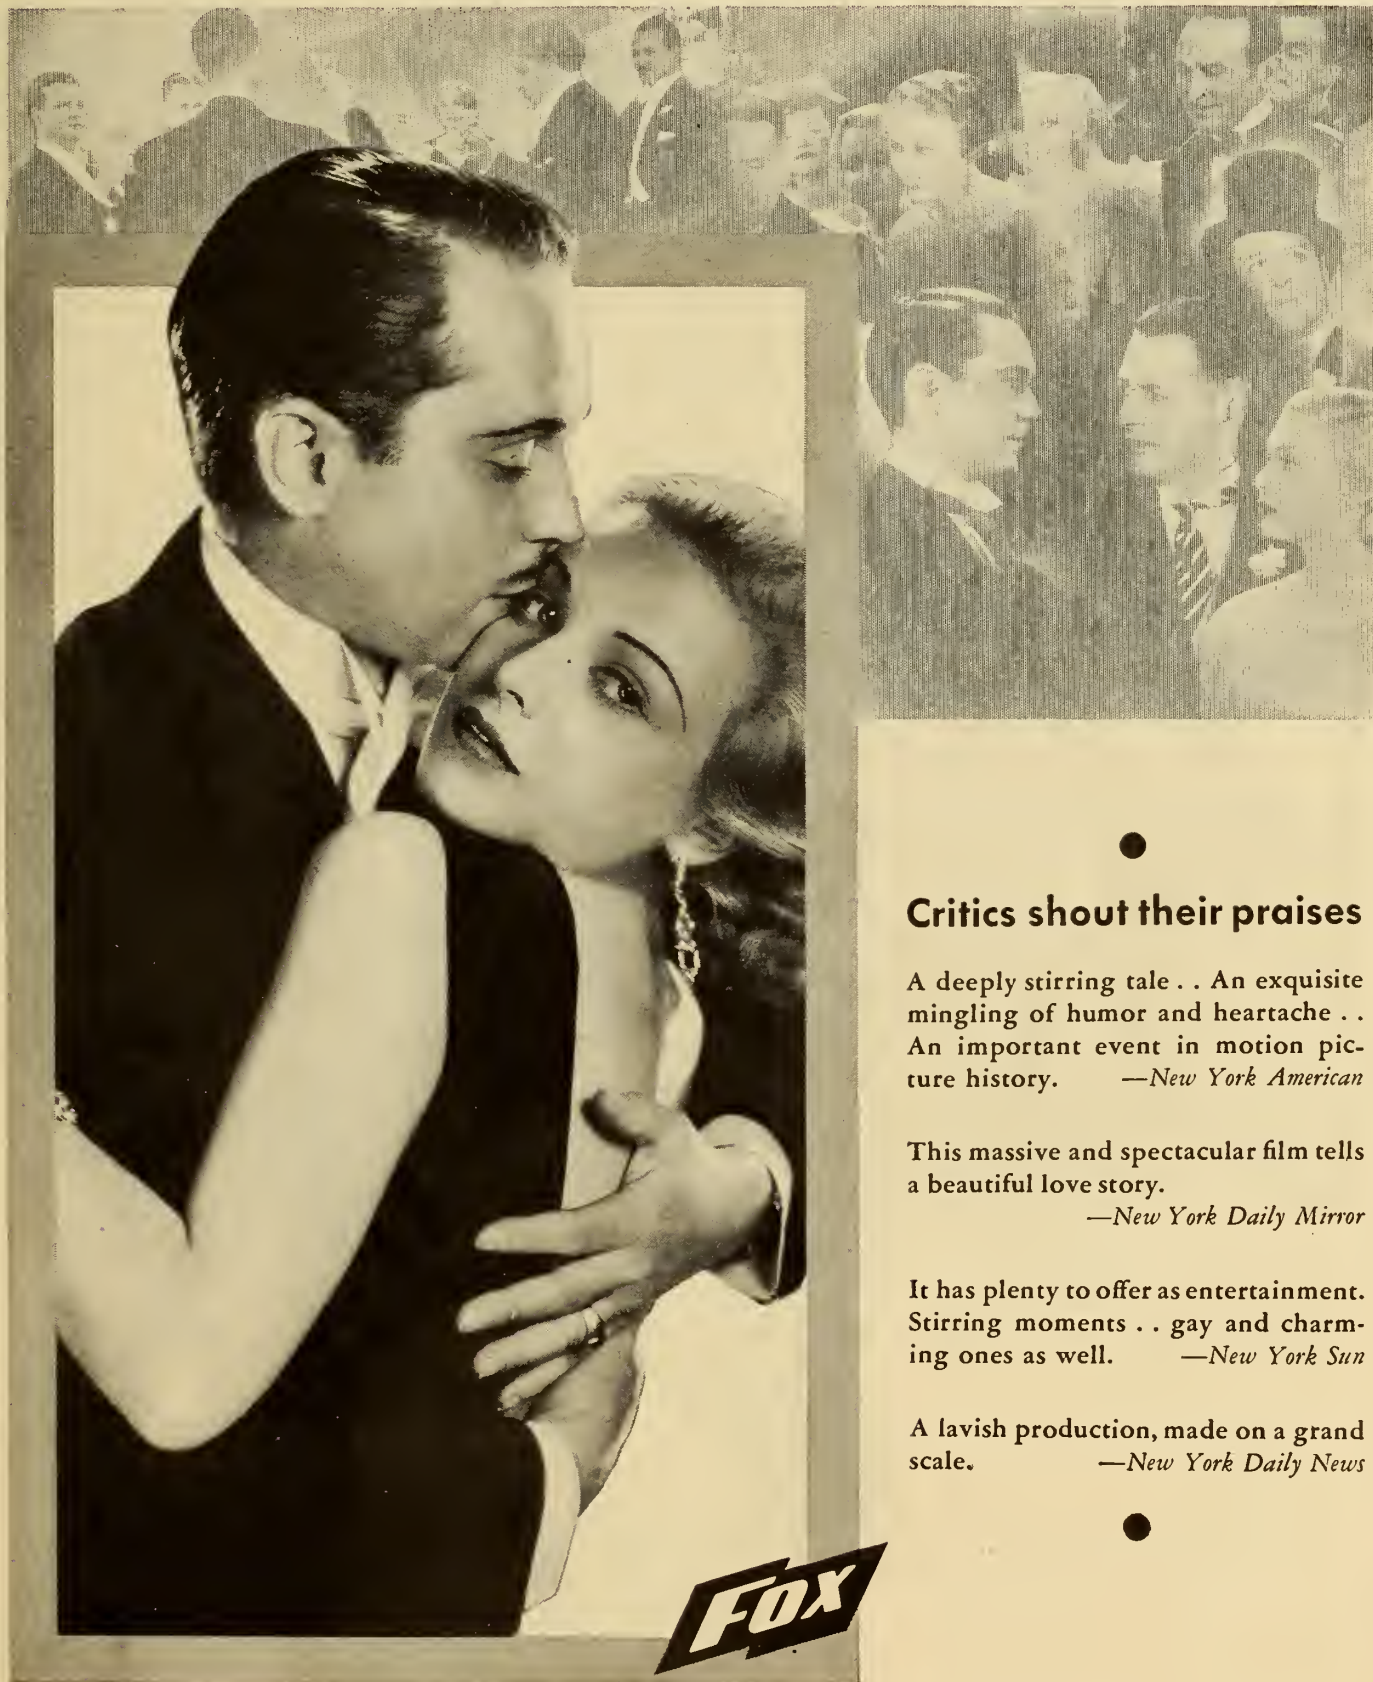 Critics shout their praises
A deeply stirring tale . . An exquisite
mingling of humor and heartache . .
An important event in motion pic-
ture history. —New York American
This massive and spectacular film tells
a beautiful love story.
—New York Daily Mirror
It has plenty to offer as entertainment.
Stirring moments . . gay and charm-
ing ones as well. —New York Sun
A lavish production, made on a grand
scale. —New York Daily News
FOX